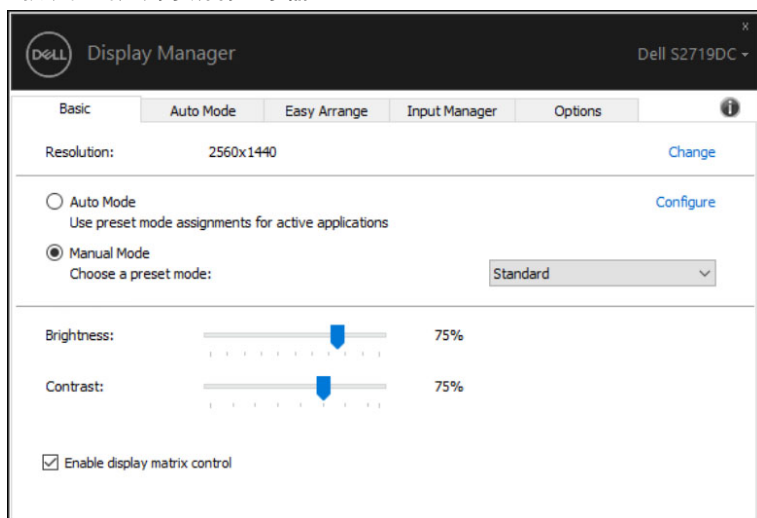 x
DELL Display Manager Dell S2719DC
Basic Auto Mode Easy Arrange Input Manager Options i
Resolution: 2560x1440 Change
Auto Mode Configure
Use preset mode assignments for active applications
Manual Mode
Choose a preset mode: Standard
Brightness: 75%
Contrast: 75%
Enable display matrix control